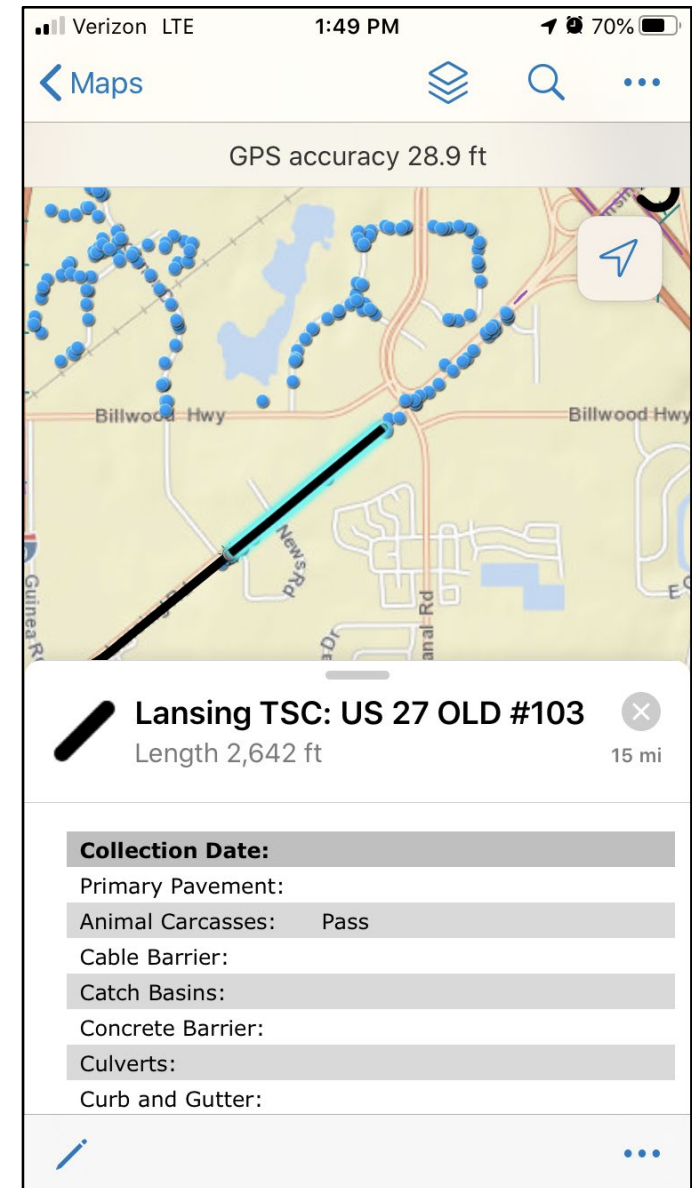 Verizon LTE 1:49 PM 70%
Maps
GPS accuracy 28.9 ft
Billwood Hwy
Billwood Hwy
News Rd
Guinea
Lansing TSC: US 27 OLD #103
Length 2,642 ft
15 mi
Collection Date:
Primary Pavement:
Animal Carcasses: Pass
Cable Barrier:
Catch Basins:
Concrete Barrier:
Culverts:
Curb and Gutter: